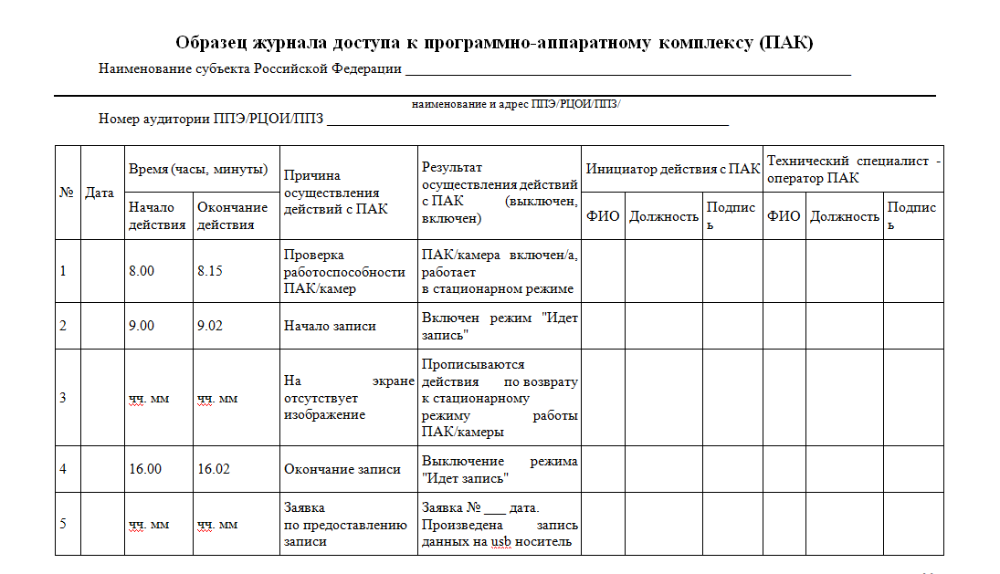 Образец журнала доступа к программно-аппаратному комплексу (ПАК)
Наименование субъекта Российской Федерации ____________________
наименование и адрес ППЭ/РЦОИ/ППЗ/
Номер аудитории ППЭ/РЦОИ/ППЗ ____________________
№
Дата
Время (часы, минуты)
Начало
действия
Окончание
действия
Причина
осуществления
действий с ПАК
Результат
осуществления действий
с ПАК (выключен,
включен)
Инициатор действия с ПАК
ФИО
Должность
Подпис
ь
Технический специалист -
оператор ПАК
ФИО
Должность
Подпис
ь
1
8.00
8.15
Проверка
работоспособности
ПАК/камер
ПАК/камера включен/а,
работает
в стационарном режиме
2
9.00
9.02
Начало записи
Включен режим "Идет
запись"
3
чч. мм
чч. мм
На экране
отсутствует
изображение
Прописываются
действия по возврату
к стационарному
режиму работы
ПАК/камеры
4
16.00
16.02
Окончание записи
Выключение режима
"Идет запись"
5
чч. мм
чч. мм
Заявка
по предоставлению
записи
Заявка № ___ дата.
Произведена запись
данных на usb носитель